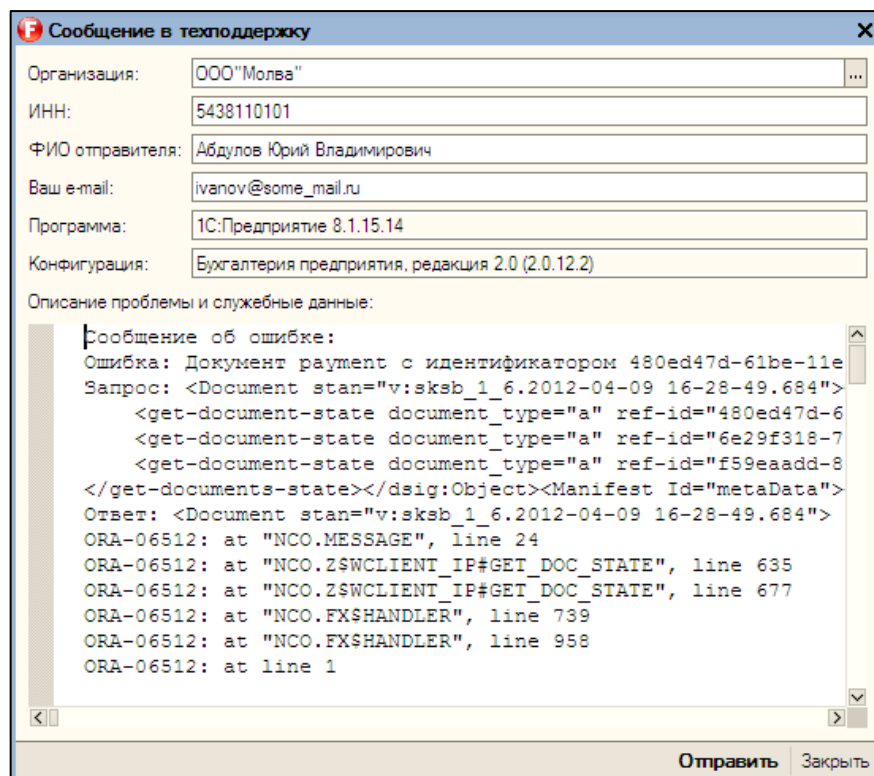 Сообщение в техподдержку
Организация: ООО"Молва" ...
ИНН: 5438110101
ФИО отправителя: Абдулов Юрий Владимирович
Ваш e-mail: ivanov@some_mail.ru
Программа: 1С:Предприятие 8.1.15.14
Конфигурация: Бухгалтерия предприятия, редакция 2.0 (2.0.12.2)
Описание проблемы и служебные данные:
Сообщение об ошибке:
Ошибка: Документ payment с идентификатором 480ed47d-61be-11e
Запрос: <Document stan="v:sksb_1_6.2012-04-09 16-28-49.684">
<get-document-state document_type="a" ref-id="480ed47d-6
<get-document-state document_type="a" ref-id="6e29f318-7
<get-document-state document_type="a" ref-id="f59eaadd-8
</get-documents-state></dsig:Object><Manifest Id="metaData">
Ответ: <Document stan="v:sksb_1_6.2012-04-09 16-28-49.684">
ORA-06512: at "NCO.MESSAGE", line 24
ORA-06512: at "NCO.Z$WCLIENT_IP#GET_DOC_STATE", line 635
ORA-06512: at "NCO.Z$WCLIENT_IP#GET_DOC_STATE", line 677
ORA-06512: at "NCO.FX$HANDLER", line 739
ORA-06512: at "NCO.FX$HANDLER", line 958
ORA-06512: at line 1
Отправить Закрыть